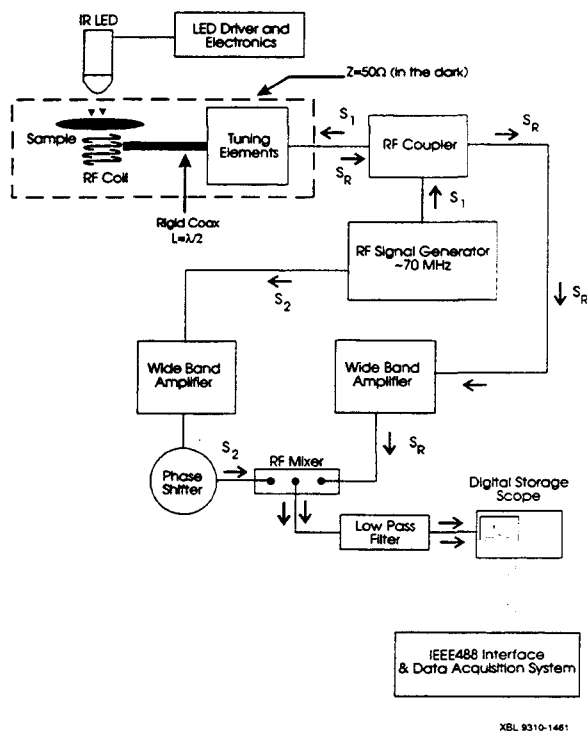 IR LED
LED Driver and
Electronics
Z=50Ω (in the dark)
Sample
RF Coil
Tuning
Elements
S1
SR
RF Coupler
SR
Rigid Coax
L=λ/2
S1
RF Signal Generator
~70 MHz
S2
SR
Wide Band
Amplifier
Wide Band
Amplifier
SR
S2
Phase
Shifter
RF Mixer
Digital Storage
Scope
Low Pass
Filter
IEEE488 Interface
& Data Acquisition System
XBL 9310-1461